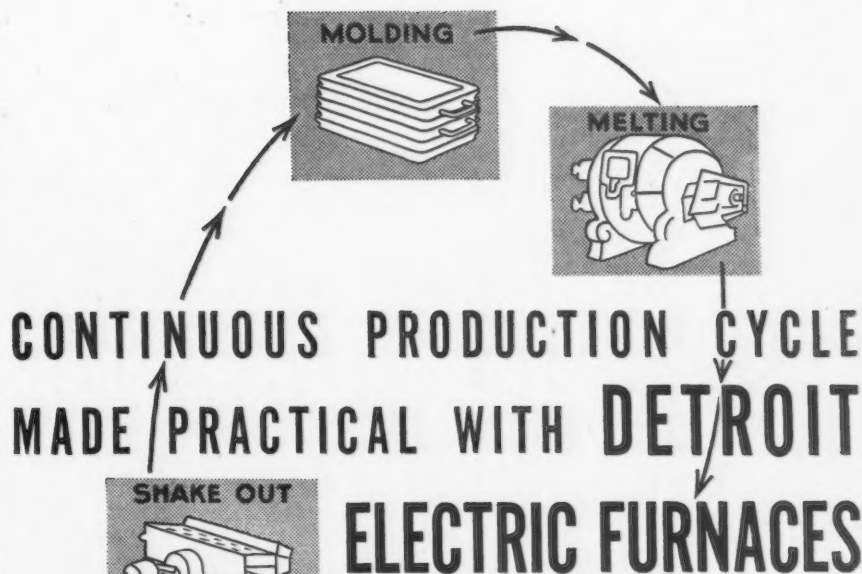 MOLDING
MELTING
CONTINUOUS PRODUCTION CYCLE
MADE PRACTICAL WITH DETROIT
SHAKE OUT
ELECTRIC FURNACES